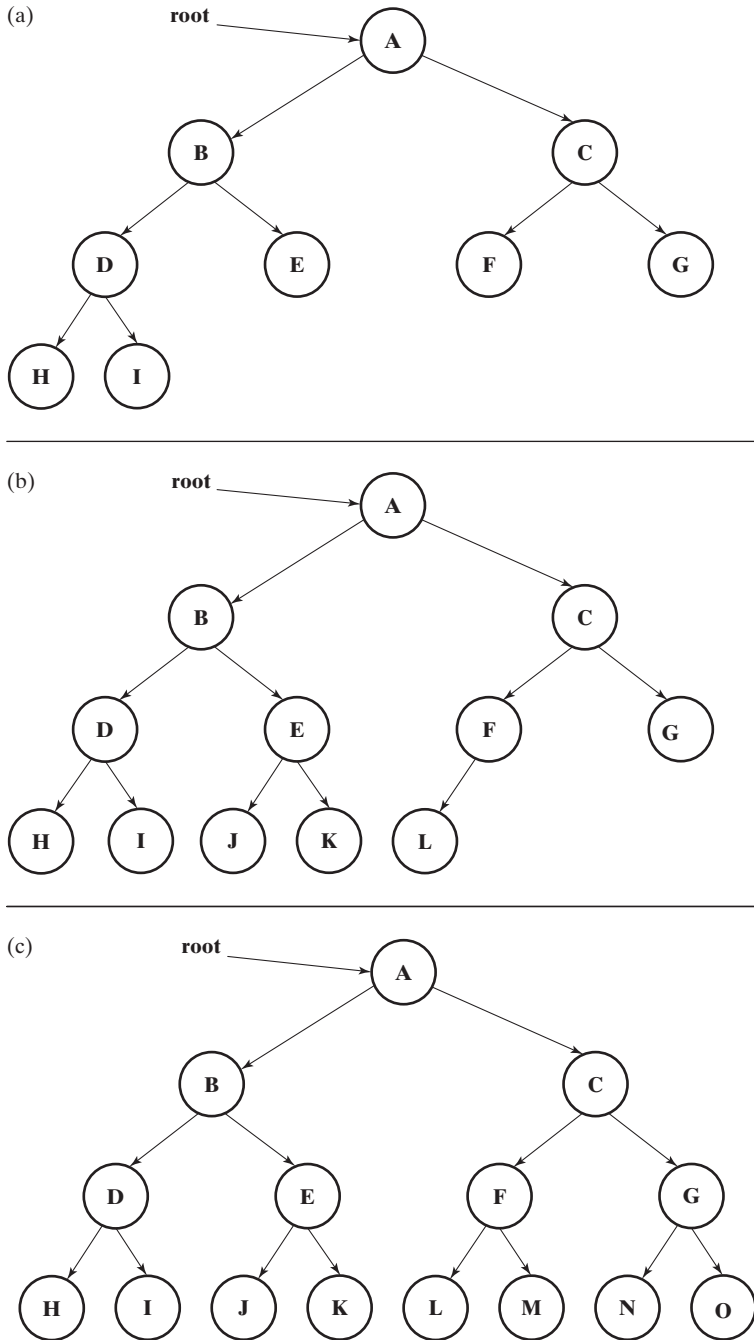 (a)
root
A
B C
D E F G
H I
(b)
root
A
B C
D E F G
H I J K L
(c)
root
A
B C
D E F G
H I J K L M N O